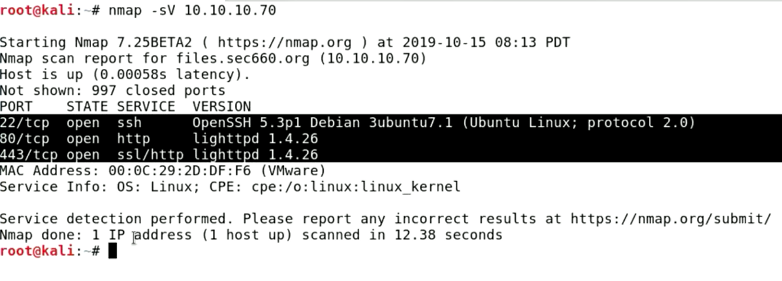 root@kali:~# nmap -sV 10.10.10.70
Starting Nmap 7.25BETA2 ( https://nmap.org ) at 2019-10-15 08:13 PDT
Nmap scan report for files.sec660.org (10.10.10.70)
Host is up (0.00058s latency).
Not shown: 997 closed ports
PORT    STATE SERVICE  VERSION
22/tcp  open  ssh      OpenSSH 5.3p1 Debian 3ubuntu7.1 (Ubuntu Linux; protocol 2.0)
80/tcp  open  http     lighttpd 1.4.26
443/tcp open  ssl/http lighttpd 1.4.26
MAC Address: 00:0C:29:2D:DF:F6 (VMware)
Service Info: OS: Linux; CPE: cpe:/o:linux:linux_kernel
Service detection performed. Please report any incorrect results at https://nmap.org/submit/
Nmap done: 1 IP address (1 host up) scanned in 12.38 seconds
root@kali:~#